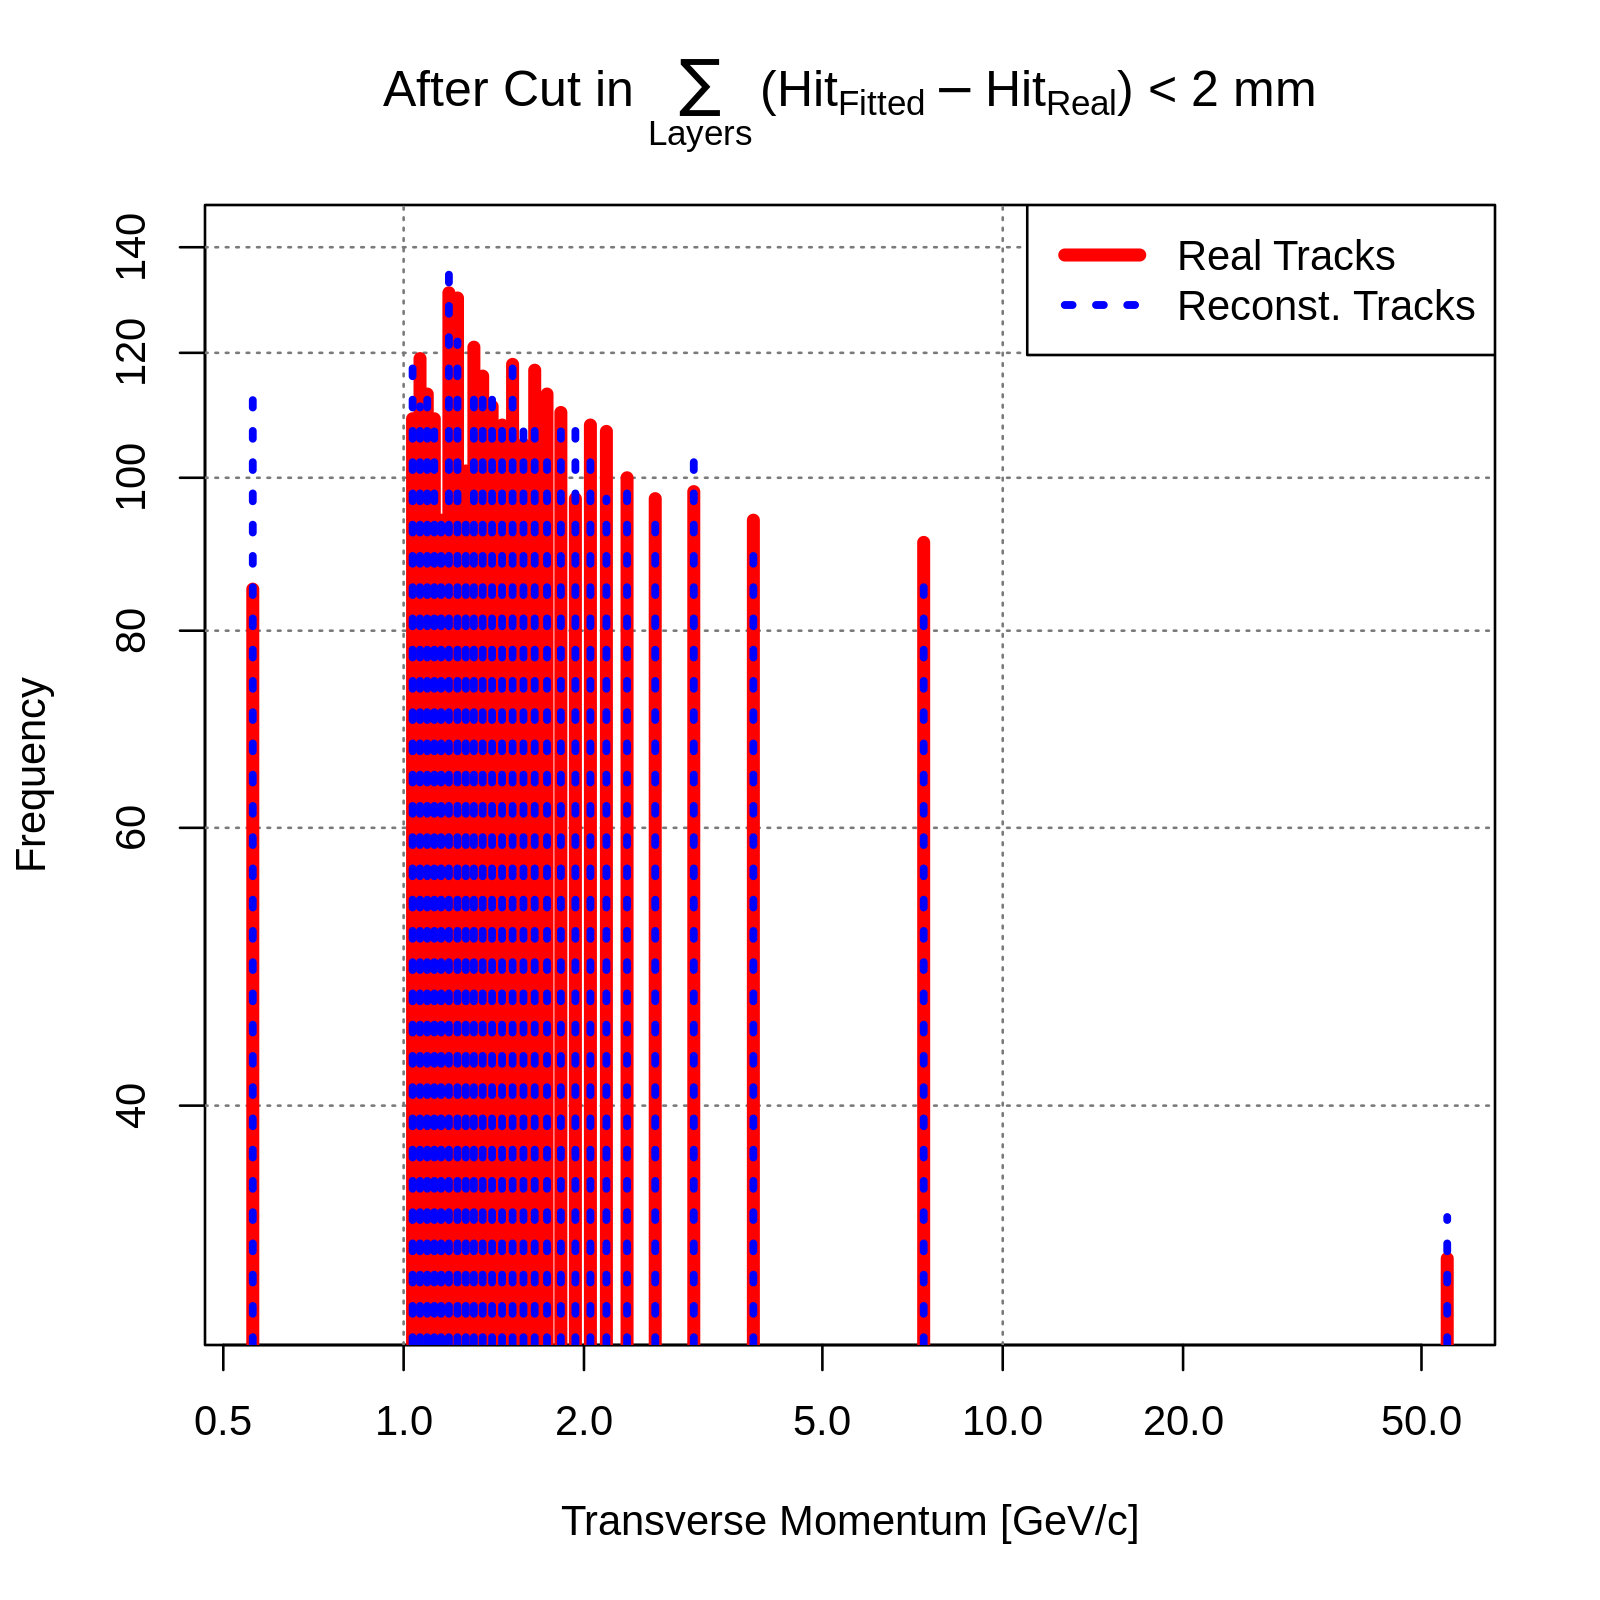 After Cut in ∑ (Hit_Fitted − Hit_Real) < 2 mm
Layers
Real Tracks
Reconst. Tracks
140
120
100
80
60
40
Frequency
0.5 1.0 2.0 5.0 10.0 20.0 50.0
Transverse Momentum [GeV/c]